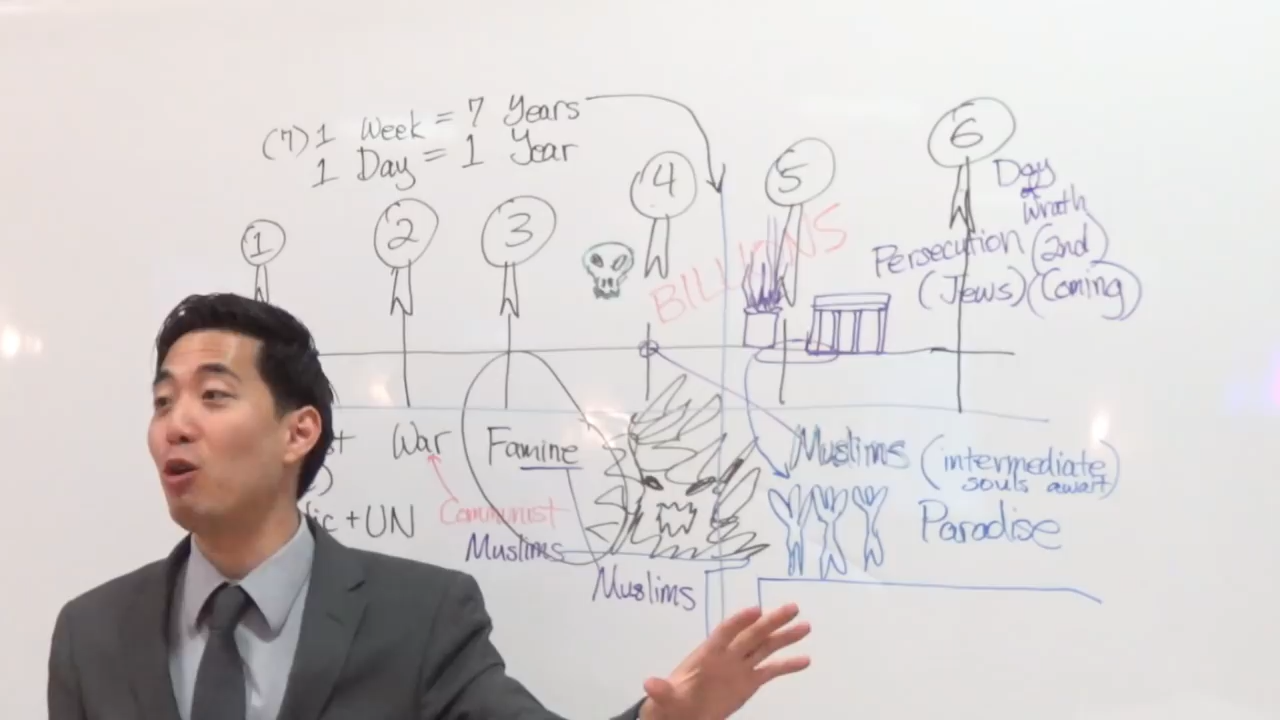 (7) 1 Week = 7 Years
1 Day = 1 Year
1
2
3
4
5
6
BILLIONS
Day
of
Wrath
Persecution (2nd
(Jews) (Coming)
War
Famine
Communist
+ UN
Muslims
Muslims
Muslims (intermediate
souls await)
Paradise